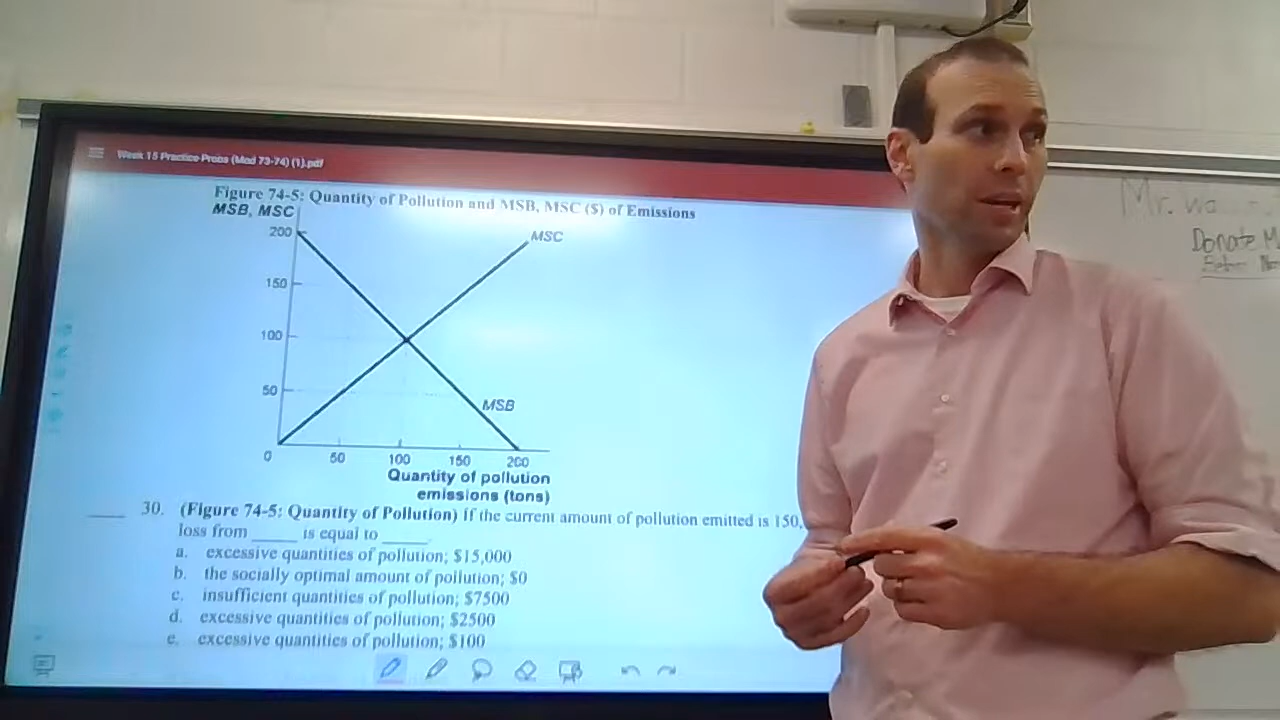 Week 15 Practice Probs (Mod 73-74) (1).pdf
Figure 74-5: Quantity of Pollution and MSB, MSC ($) of Emissions
MSB, MSC
200
MSC
150
100
50
MSB
0 50 100 150 200
Quantity of pollution
emissions (tons)
30. (Figure 74-5: Quantity of Pollution) If the current amount of pollution emitted is 150,
loss from _____ is equal to _____.
a. excessive quantities of pollution; $15,000
b. the socially optimal amount of pollution; $0
c. insufficient quantities of pollution; $7500
d. excessive quantities of pollution; $2500
e. excessive quantities of pollution; $100
Mr.
Donate M